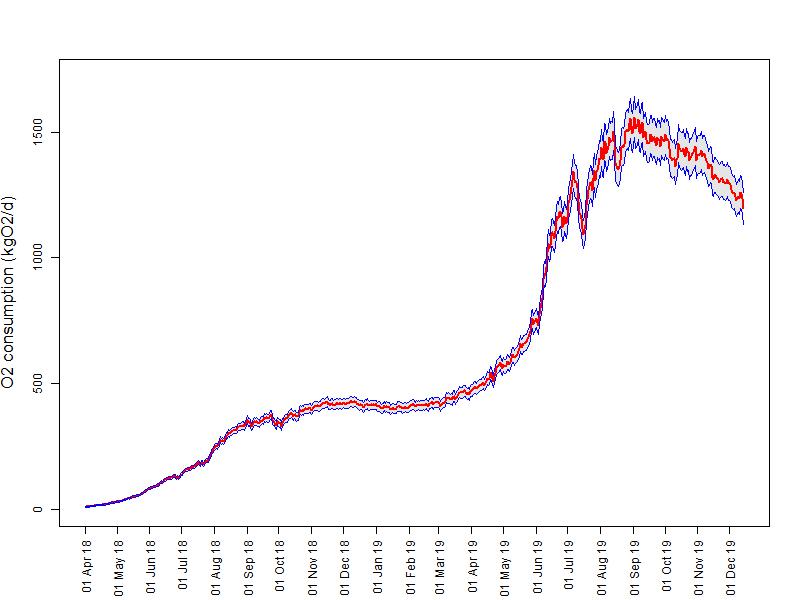 O2 consumption (kgO2/d)
1500
1000
500
0
01 Apr 18
01 May 18
01 Jun 18
01 Jul 18
01 Aug 18
01 Sep 18
01 Oct 18
01 Nov 18
01 Dec 18
01 Jan 19
01 Feb 19
01 Mar 19
01 Apr 19
01 May 19
01 Jun 19
01 Jul 19
01 Aug 19
01 Sep 19
01 Oct 19
01 Nov 19
01 Dec 19